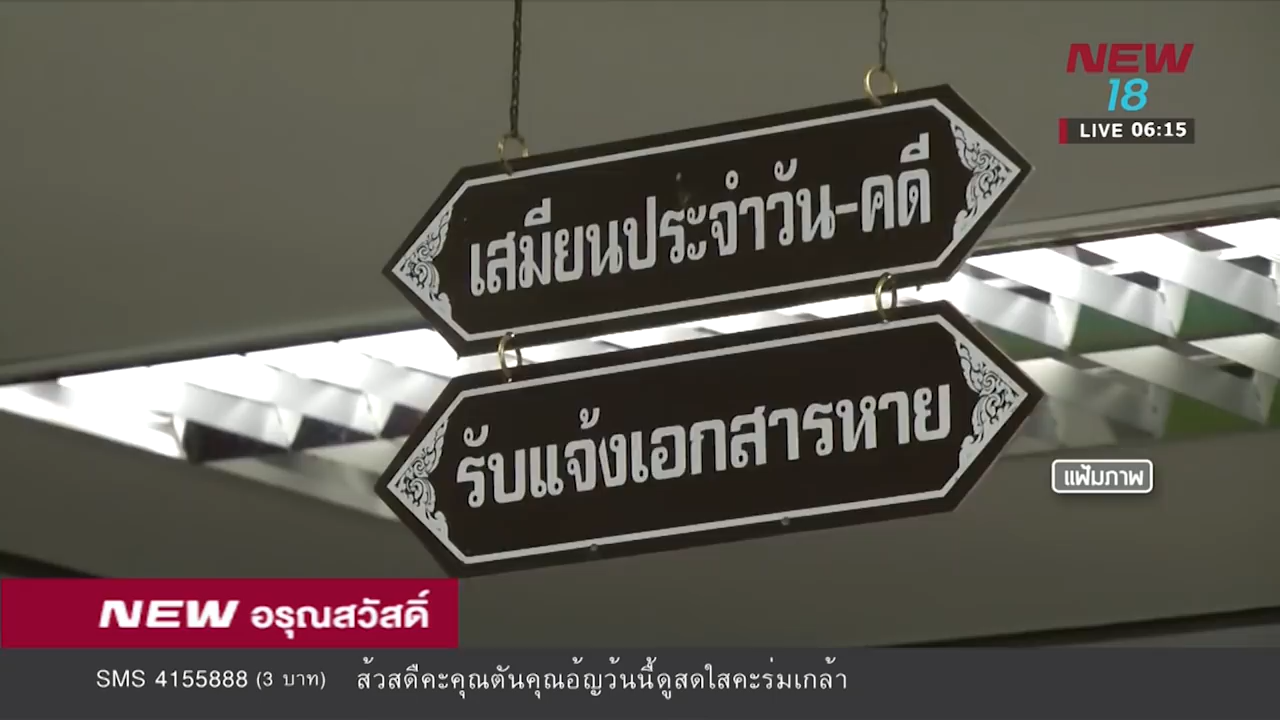 NEW
18
LIVE 06:15
เสมียนประจำวัน-คดี
รับแจ้งเอกสารหาย
แฟ้มภาพ
NEW อรุณสวัสดิ์
SMS 4155888 (3 บาท) สัวสดีคะคุณตันคุณอ้ญวันนี้ดูสดใสคะร่มเกล้า